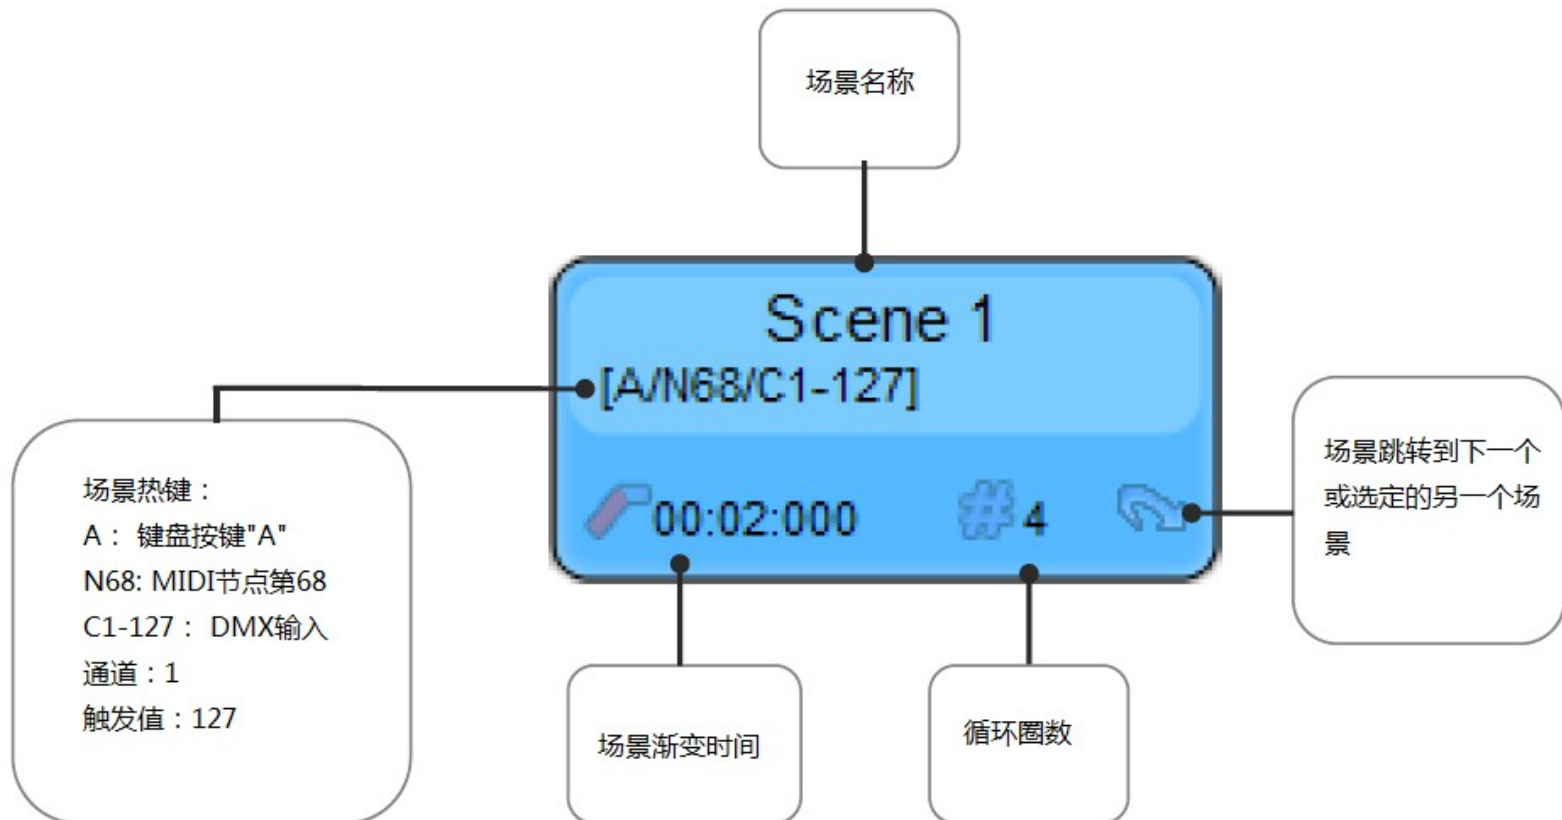 场景名称
Scene 1
[A/N68/C1-127]
00:02:000
#4
场景热键：
A： 键盘按键"A"
N68: MIDI节点第68
C1-127： DMX输入
通道：1
触发值：127
场景跳转到下一个
或选定的另一个场
景
场景渐变时间
循环圈数